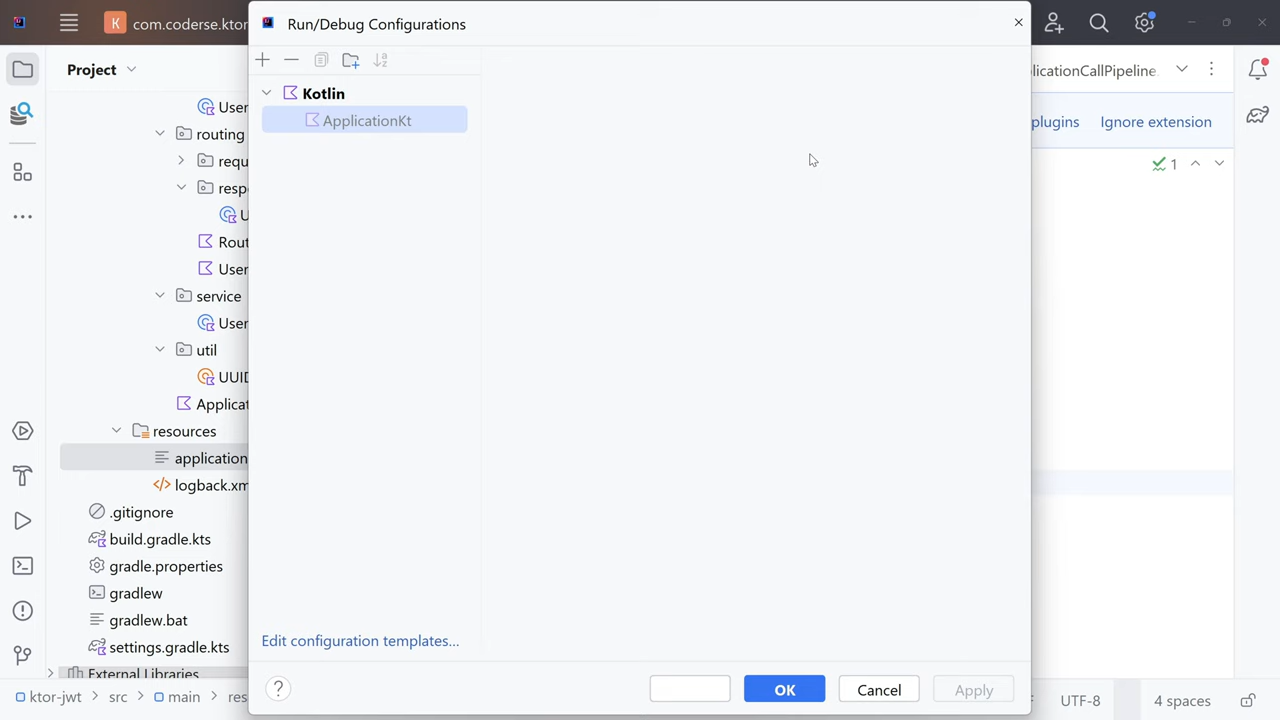 K com.coderse.ktor
Run/Debug Configurations
Project
Kotlin
ApplicationKt
licationCallPipeline
plugins Ignore extension
1
User
routing
requ
resp
U
Rout
User
service
User
util
UUID
Applicat
resources
application
logback.xm
.gitignore
build.gradle.kts
gradle.properties
gradlew
gradlew.bat
settings.gradle.kts
External Libraries
Edit configuration templates...
? OK Cancel Apply
ktor-jwt > src > main > res
UTF-8 4 spaces